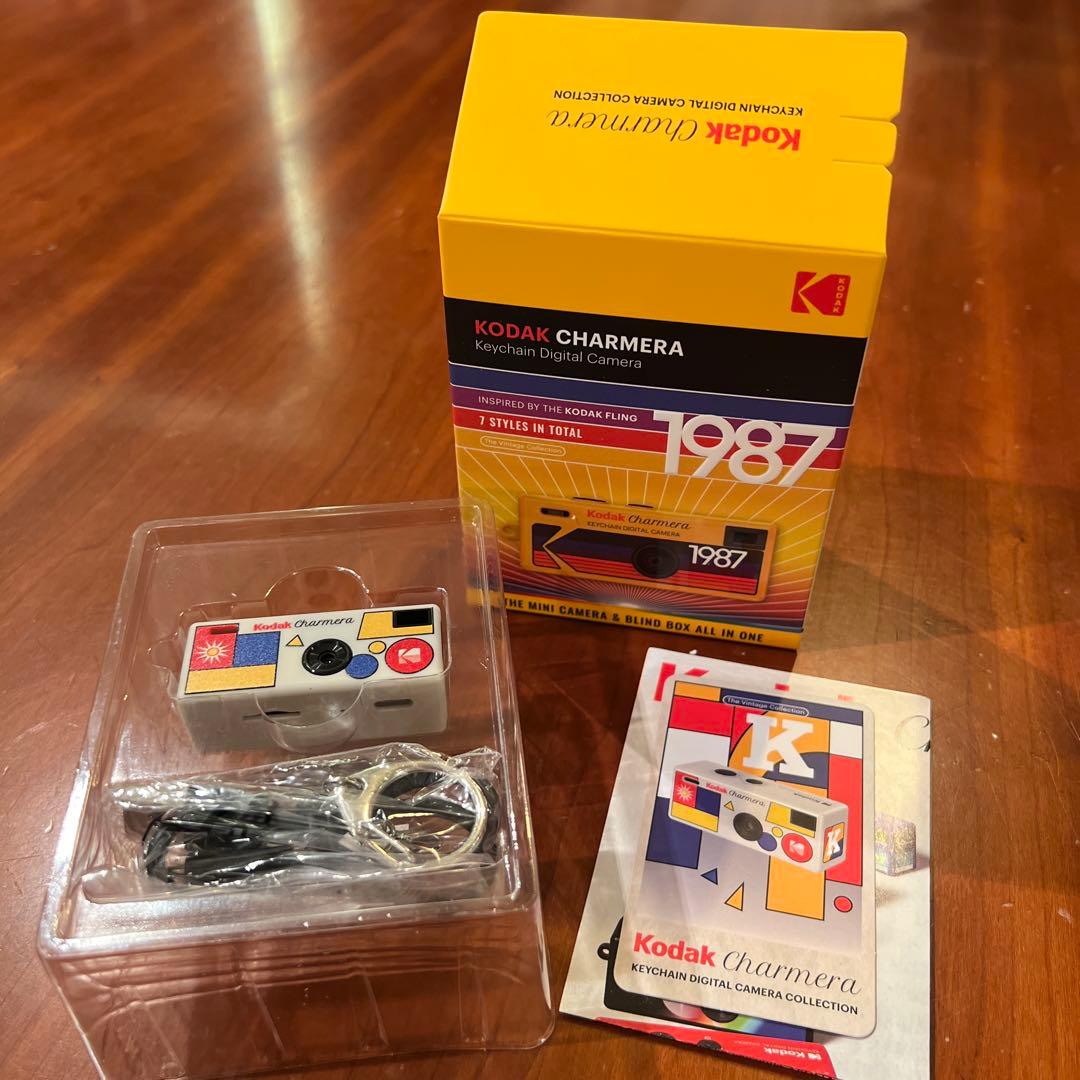 KEYCHAIN DIGITAL CAMERA COLLECTION
Kodak Charmera
KODAK
KODAK CHARMERA
Keychain Digital Camera
INSPIRED BY THE KODAK FLING
7 STYLES IN TOTAL
1987
The Vintage Collection
Kodak Charmera
KEYCHAIN DIGITAL CAMERA
1987
THE MINI CAMERA & BLIND BOX ALL IN ONE
Kodak Charmera
The Vintage Collection
K
Kodak Charmera
K
Kodak Charmera
KEYCHAIN DIGITAL CAMERA COLLECTION
Kodak